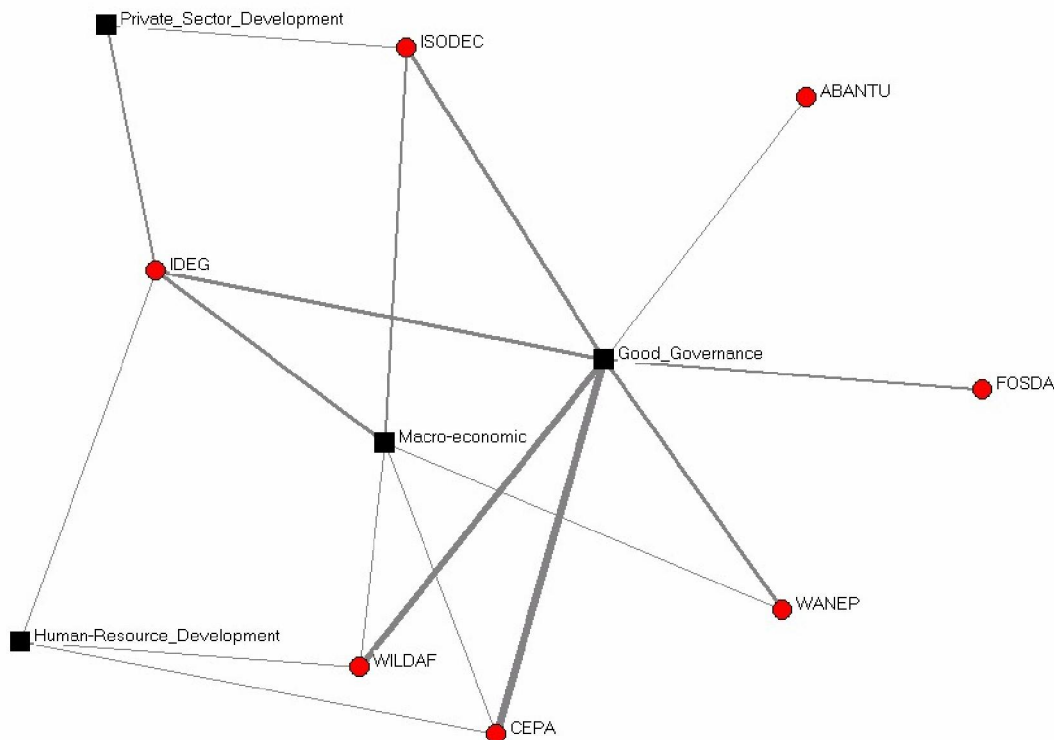 Private_Sector_Development
ISODEC
ABANTU
IDEG
Good_Governance
FOSDA
Macro-economic
WANEP
Human-Resource_Development
WILDAF
CEPA